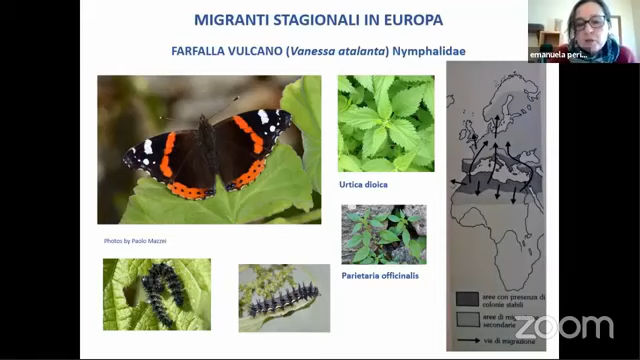 MIGRANTI STAGIONALI IN EUROPA
FARFALLA VULCANO (Vanessa atalanta) Nymphalidae
emanuela peri...
Urtica dioica
Photos by Paolo Mazzei
Parietaria officinalis
aree con presenza di
colonie stabili
aree di
secondarie
vie di migrazione
zoom